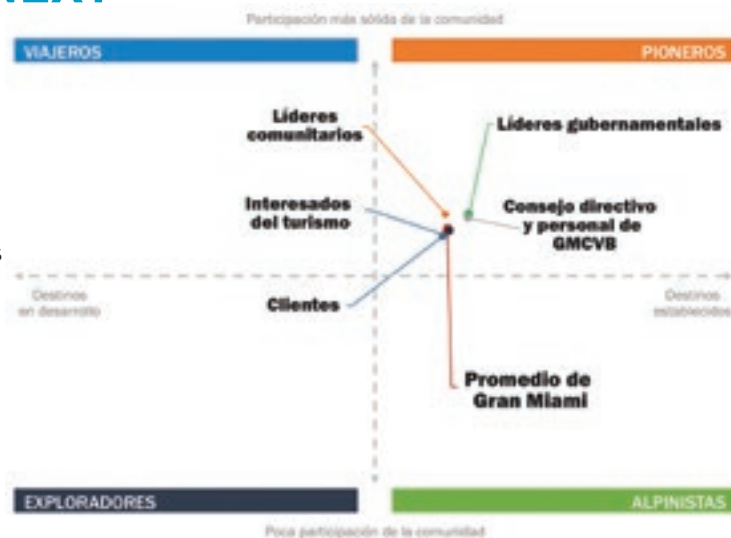 NEXT
Participación más sólida de la comunidad
VIAJEROS
PIONEROS
Líderes
comunitarios
Líderes gubernamentales
Interesados
del turismo
Consejo directivo
y personal de
GMCVB
Destinos
en desarrollo
Destinos
establecidos
Clientes
Promedio de
Gran Miami
EXPLORADORES
ALPINISTAS
Poca participación de la comunidad